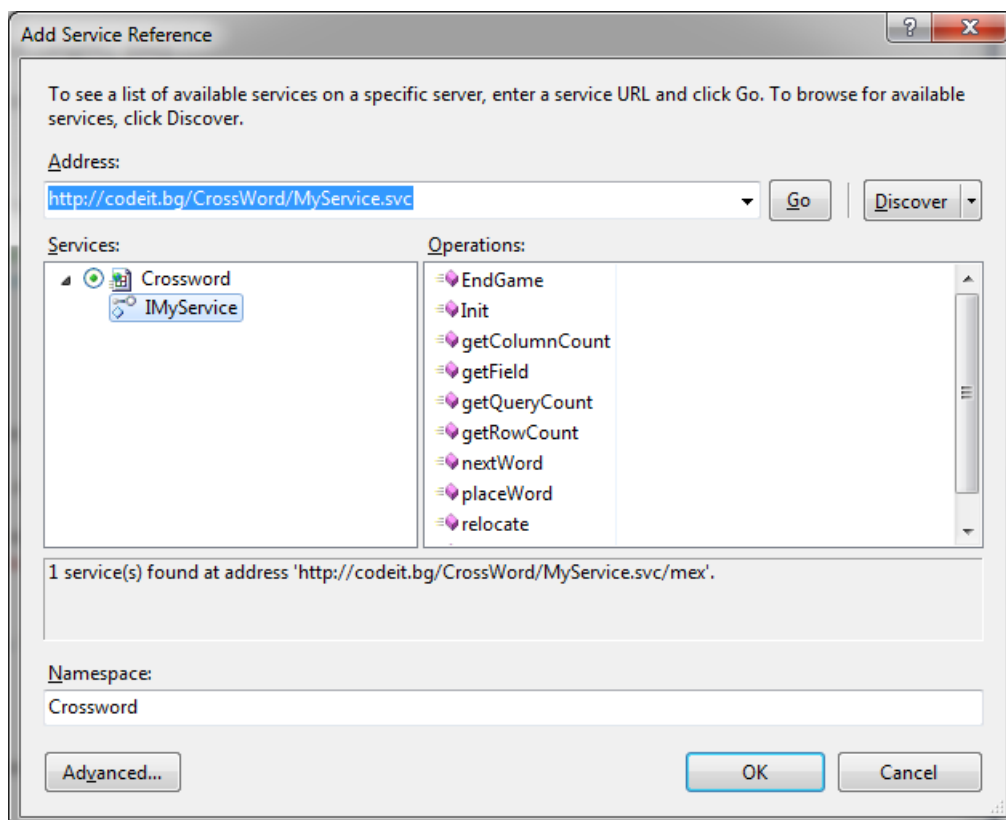 Add Service Reference
To see a list of available services on a specific server, enter a service URL and click Go. To browse for available
services, click Discover.
Address:
http://codeit.bg/CrossWord/MyService.svc
Go
Discover
Services:
Operations:
Crossword
IMyService
EndGame
Init
getColumnCount
getField
getQueryCount
getRowCount
nextWord
placeWord
relocate
1 service(s) found at address 'http://codeit.bg/CrossWord/MyService.svc/mex'.
Namespace:
Crossword
Advanced...
OK
Cancel